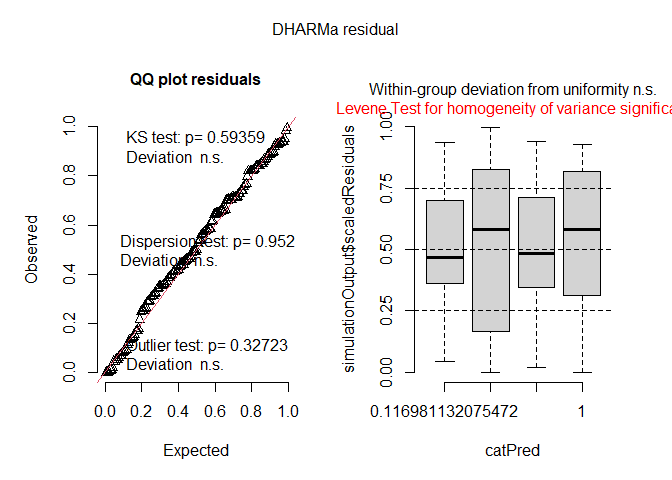 DHARMa residual
QQ plot residuals
KS test: p= 0.59359
Deviation n.s.
Dispersion test: p= 0.952
Deviation n.s.
Outlier test: p= 0.32723
Deviation n.s.
Observed
0.0 0.2 0.4 0.6 0.8 1.0
0.0 0.2 0.4 0.6 0.8 1.0
Expected
Within-group deviation from uniformity n.s.
Levene Test for homogeneity of variance significa
simulationOutput$scaledResiduals
0.00 0.25 0.50 0.75 1.00
0.116981132075472 1
catPred